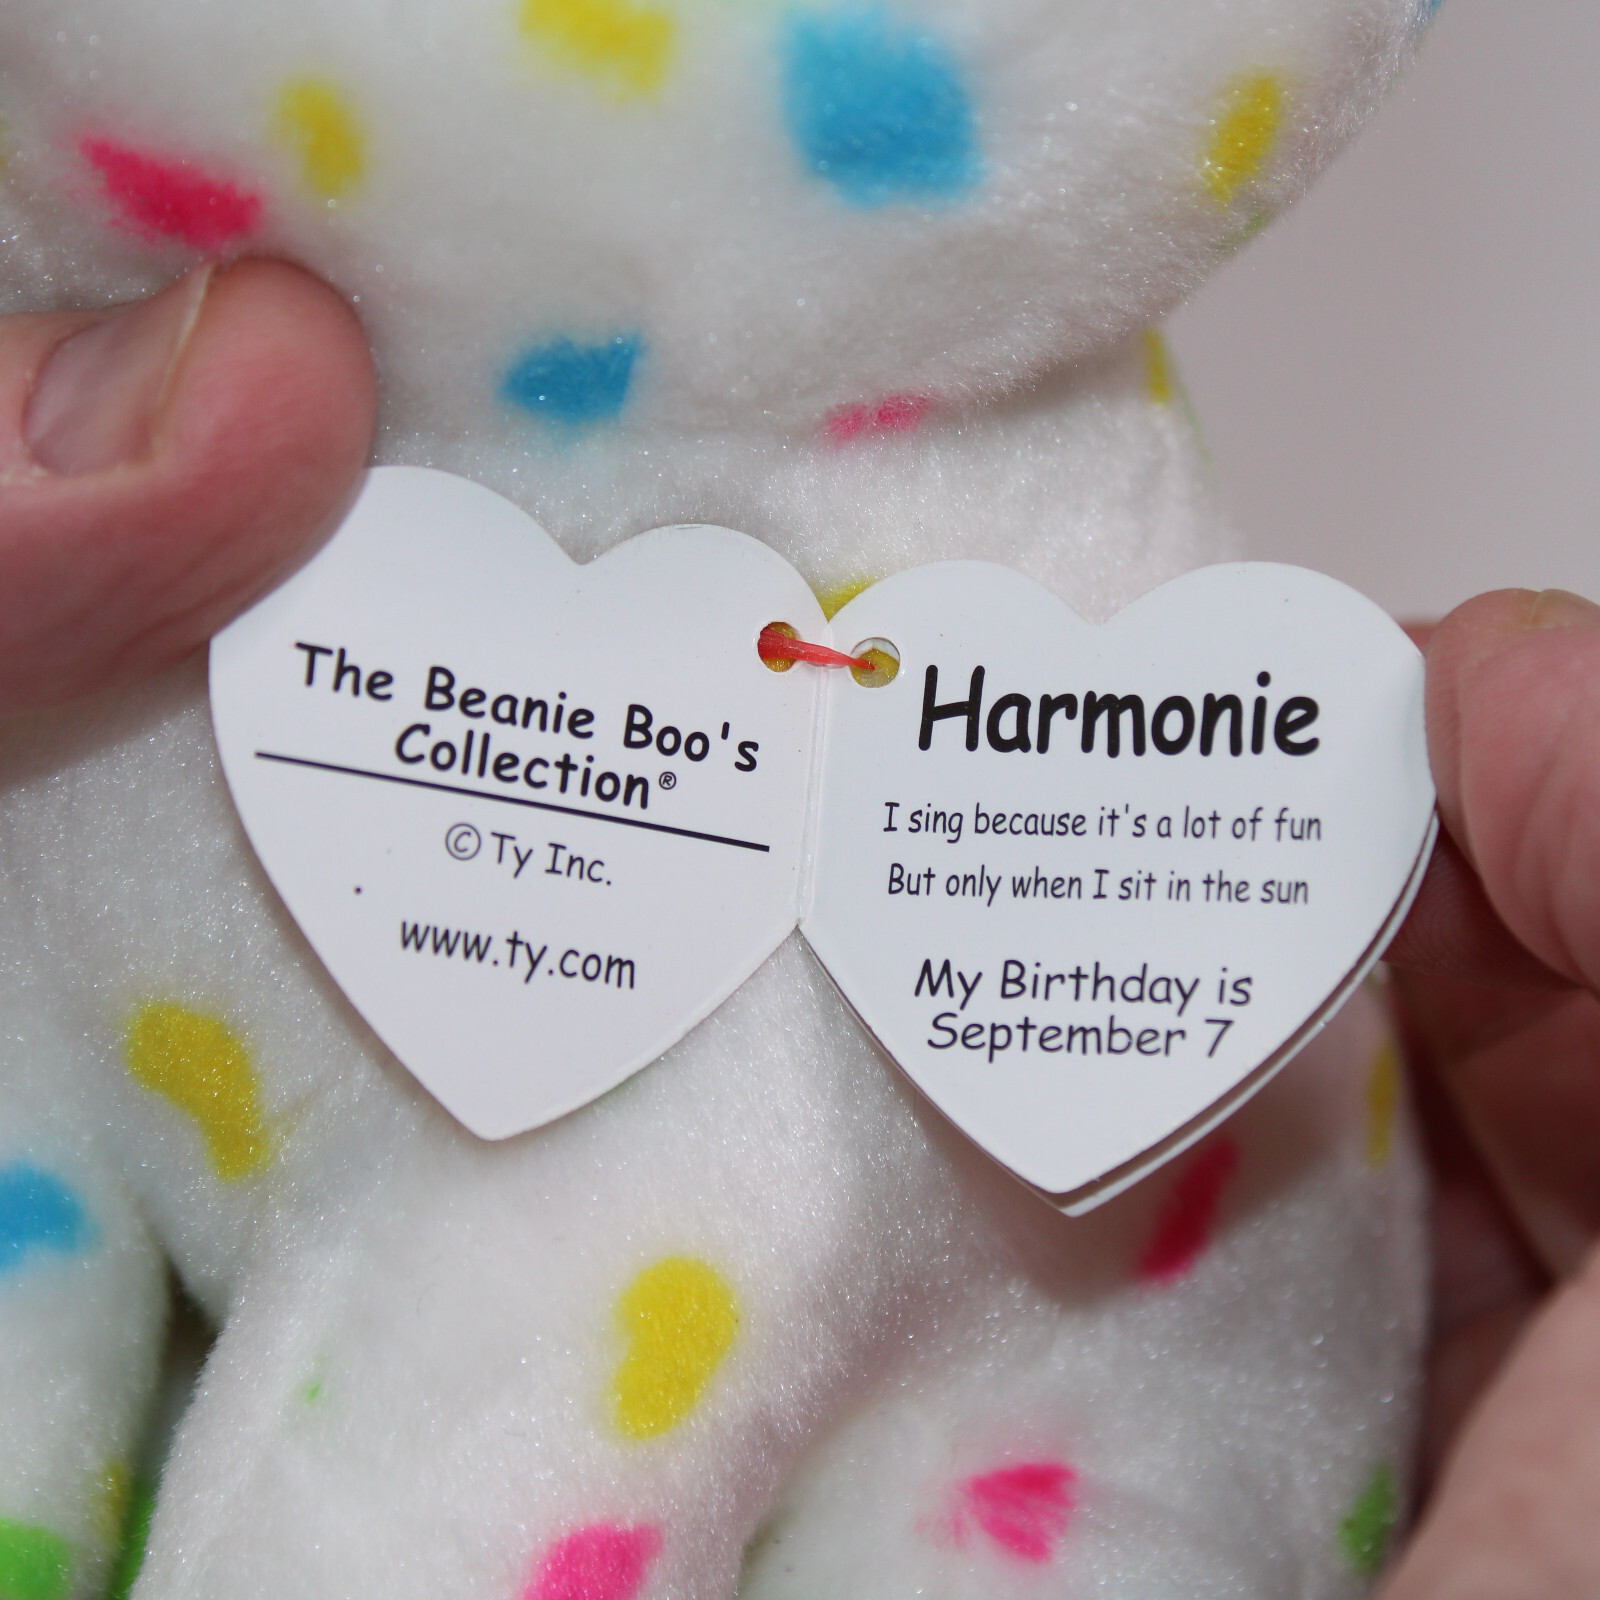 The Beanie Boo's
Collection®
© Ty Inc.
www.ty.com
Harmonie
I sing because it's a lot of fun
But only when I sit in the sun
My Birthday is
September 7